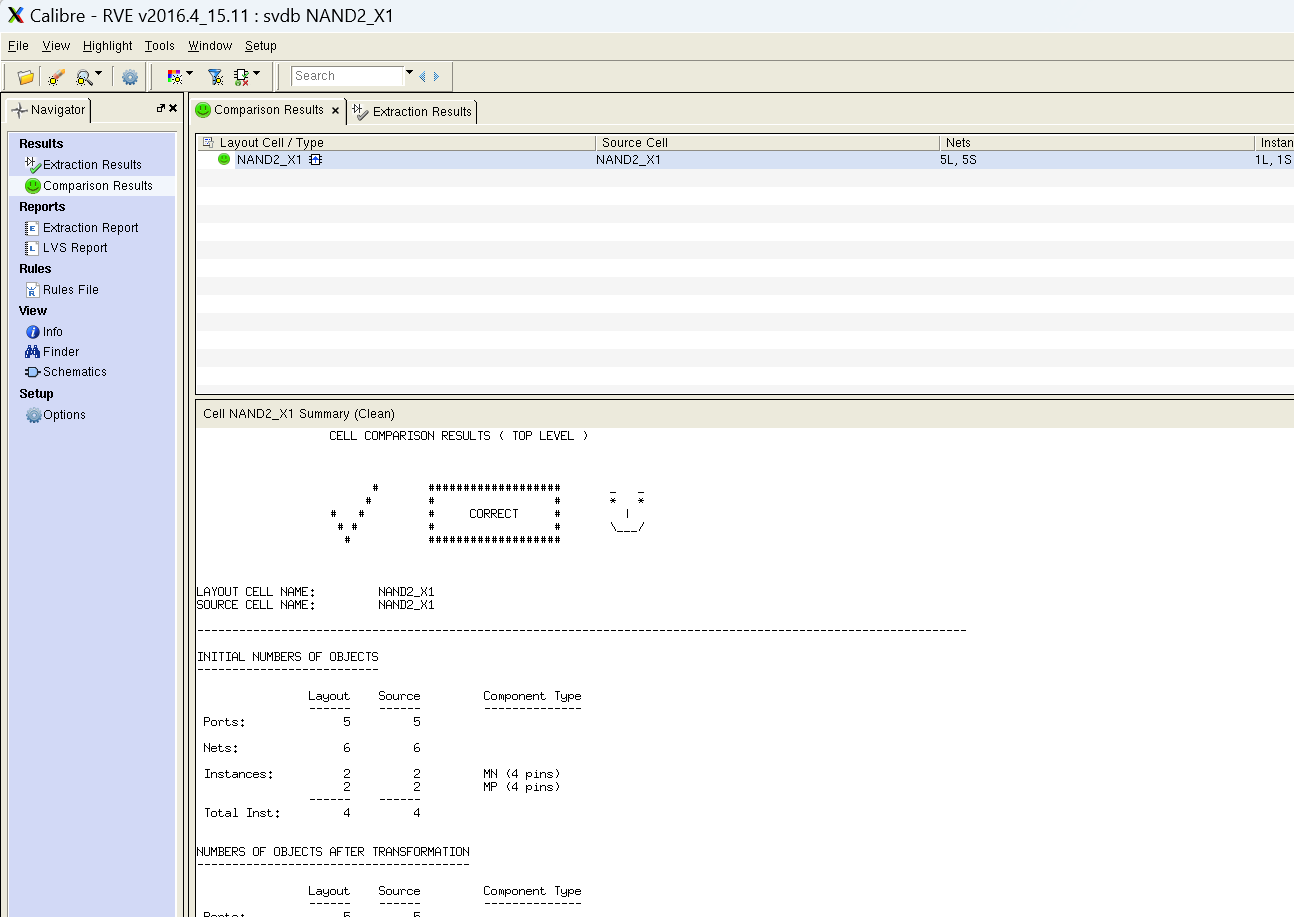 Calibre - RVE v2016.4_15.11 : svdb NAND2_X1
File View Highlight Tools Window Setup
Search
Navigator
Comparison Results
Extraction Results
Results
Extraction Results
Comparison Results
Reports
Extraction Report
LVS Report
Rules
Rules File
View
Info
Finder
Schematics
Setup
Options
Layout Cell / Type Source Cell Nets Instan
NAND2_X1 NAND2_X1 5L, 5S 1L, 1S
Cell NAND2_X1 Summary (Clean)
CELL COMPARISON RESULTS ( TOP LEVEL )
# ################### _ _
# # # * *
# # # CORRECT # |
# # # # \___/
# ###################
LAYOUT CELL NAME: NAND2_X1
SOURCE CELL NAME: NAND2_X1
--------------------------------------------------------------------------------------------------------------
INITIAL NUMBERS OF OBJECTS
--------------------------
Layout Source Component Type
------ ------ --------------
Ports: 5 5
Nets: 6 6
Instances: 2 2 MN (4 pins)
2 2 MP (4 pins)
------ ------
Total Inst: 4 4
NUMBERS OF OBJECTS AFTER TRANSFORMATION
---------------------------------------
Layout Source Component Type
------ ------ --------------
Ports: 5 5